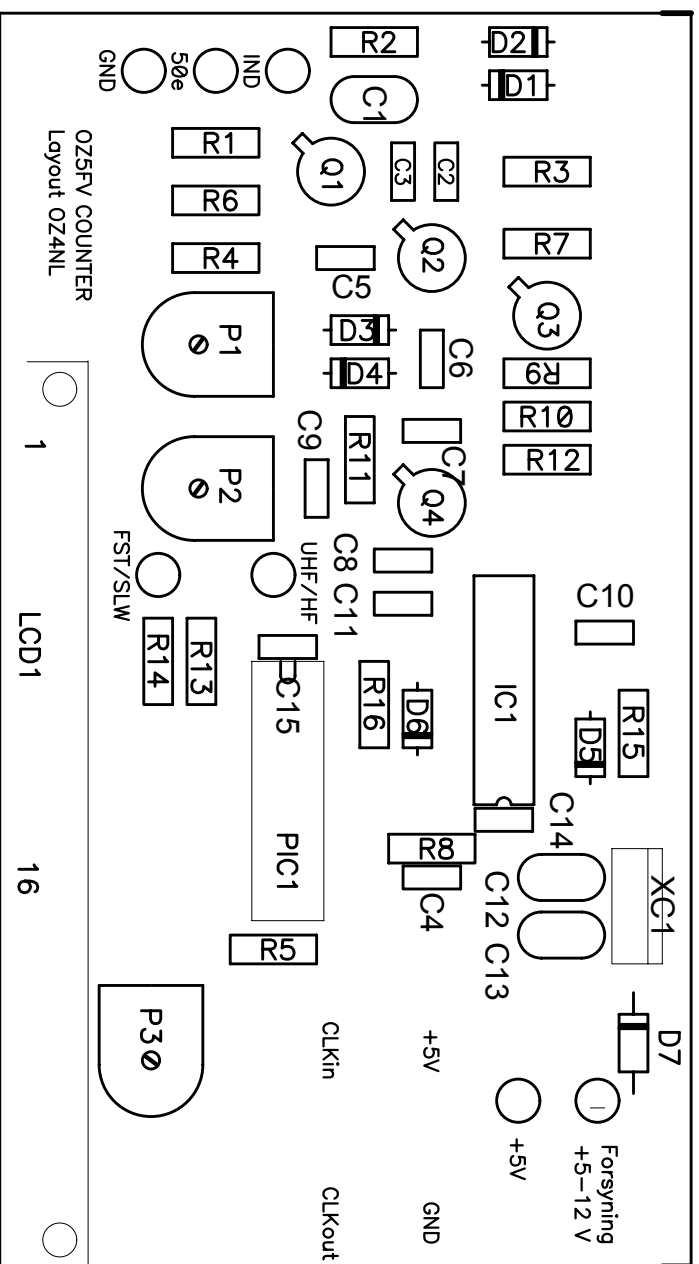 R2
D2
D1
GND
50e
IND
C1
R1
Q1
C3
C2
R3
R6
R4
Q2
R7
C5
Q3
OZ5FV COUNTER
Layout OZ4NL
P1
D3
D4
C6
R9
R10
R12
P2
C9
R11
C7
Q4
1
FST/SLW
UHF/HF
C8
C11
C10
LCD1
R14
R13
C15
R16
D6
IC1
D5
R15
PIC1
R8
C4
C14
C12
C13
XC1
16
R5
P3
CLKin
+5V
D7
+5V
Forsyning
+5-12 V
CLKout
GND